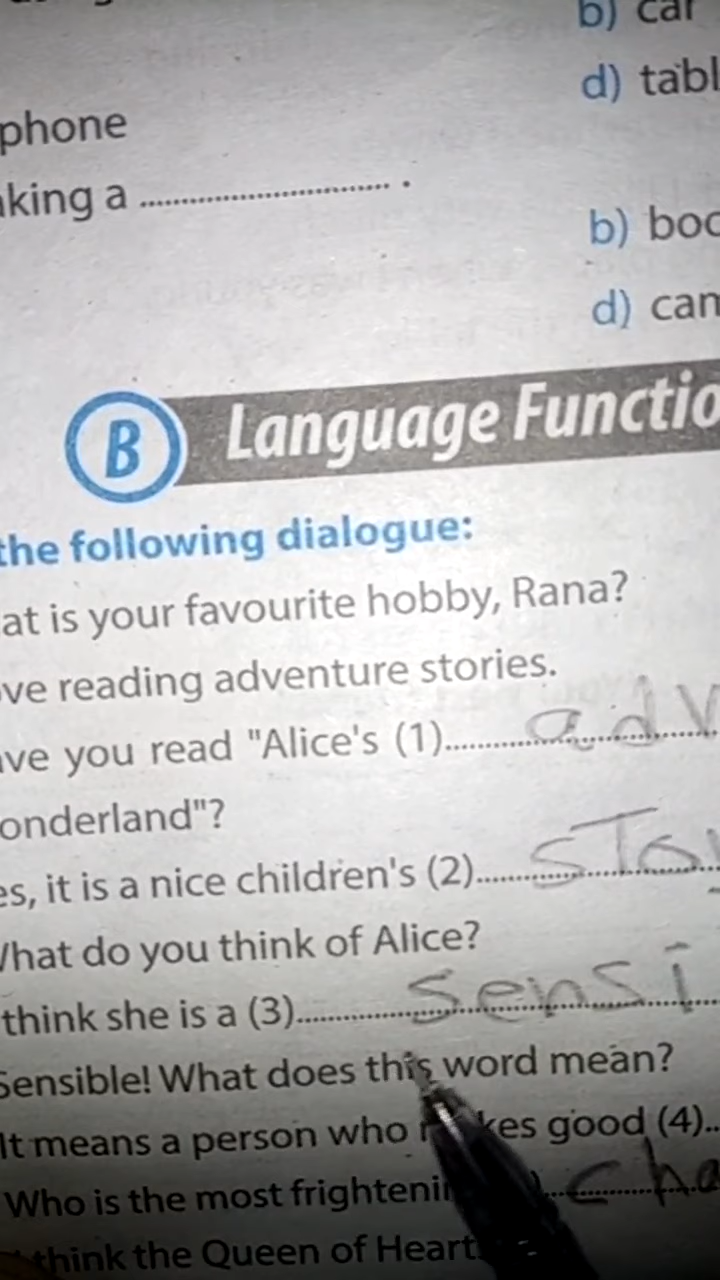 b) car
d) tabl
phone
king a .................................. .
b) boo
d) can
B Language Functio
the following dialogue:
at is your favourite hobby, Rana?
ve reading adventure stories.
ve you read "Alice's (1).................. adv
onderland"?
es, it is a nice children's (2).................. stor
What do you think of Alice?
think she is a (3).................. sensi
Sensible! What does this word mean?
It means a person who kes good (4)..
Who is the most frighteni .................. cha
think the Queen of Heart